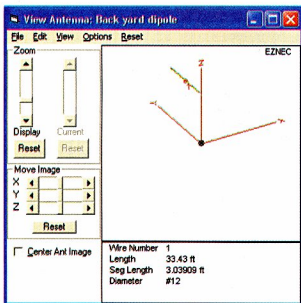 View Antenna: Back yard dipole
File Edit View Options Reset
Zoom
Display Current
Reset Reset
Move Image
X
Y
Z
Reset
Center Ant Image
EZNEC
Z
Wire Number 1
Length 33.43 ft
Seg Length 3.03909 ft
Diameter #12